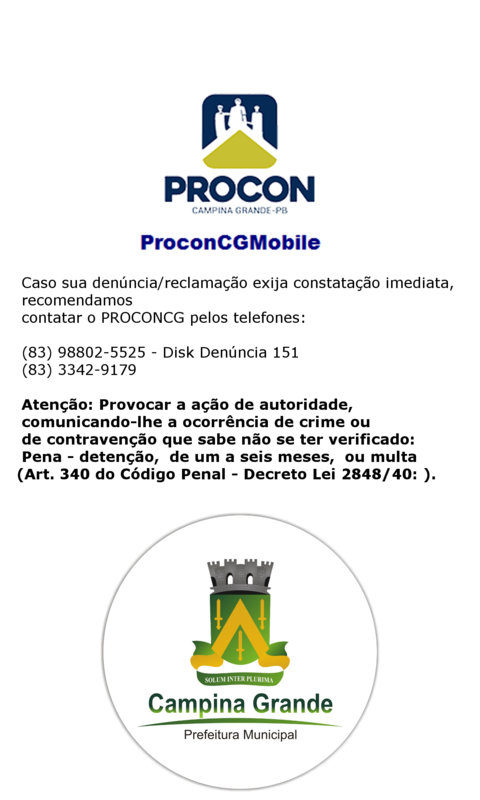 PROCON
CAMPINA GRANDE-PB
ProconCGMobile
Caso sua denúncia/reclamação exija constatação imediata,
recomendamos
contatar o PROCONCG pelos telefones:
(83) 98802-5525 - Disk Denúncia 151
(83) 3342-9179
Atenção: Provocar a ação de autoridade,
comunicando-lhe a ocorrência de crime ou
de contravenção que sabe não se ter verificado:
Pena - detenção,  de um a seis meses,  ou multa
(Art. 340 do Código Penal - Decreto Lei 2848/40: ).
SOLUM INTER PLURIMA
Campina Grande
Prefeitura Municipal